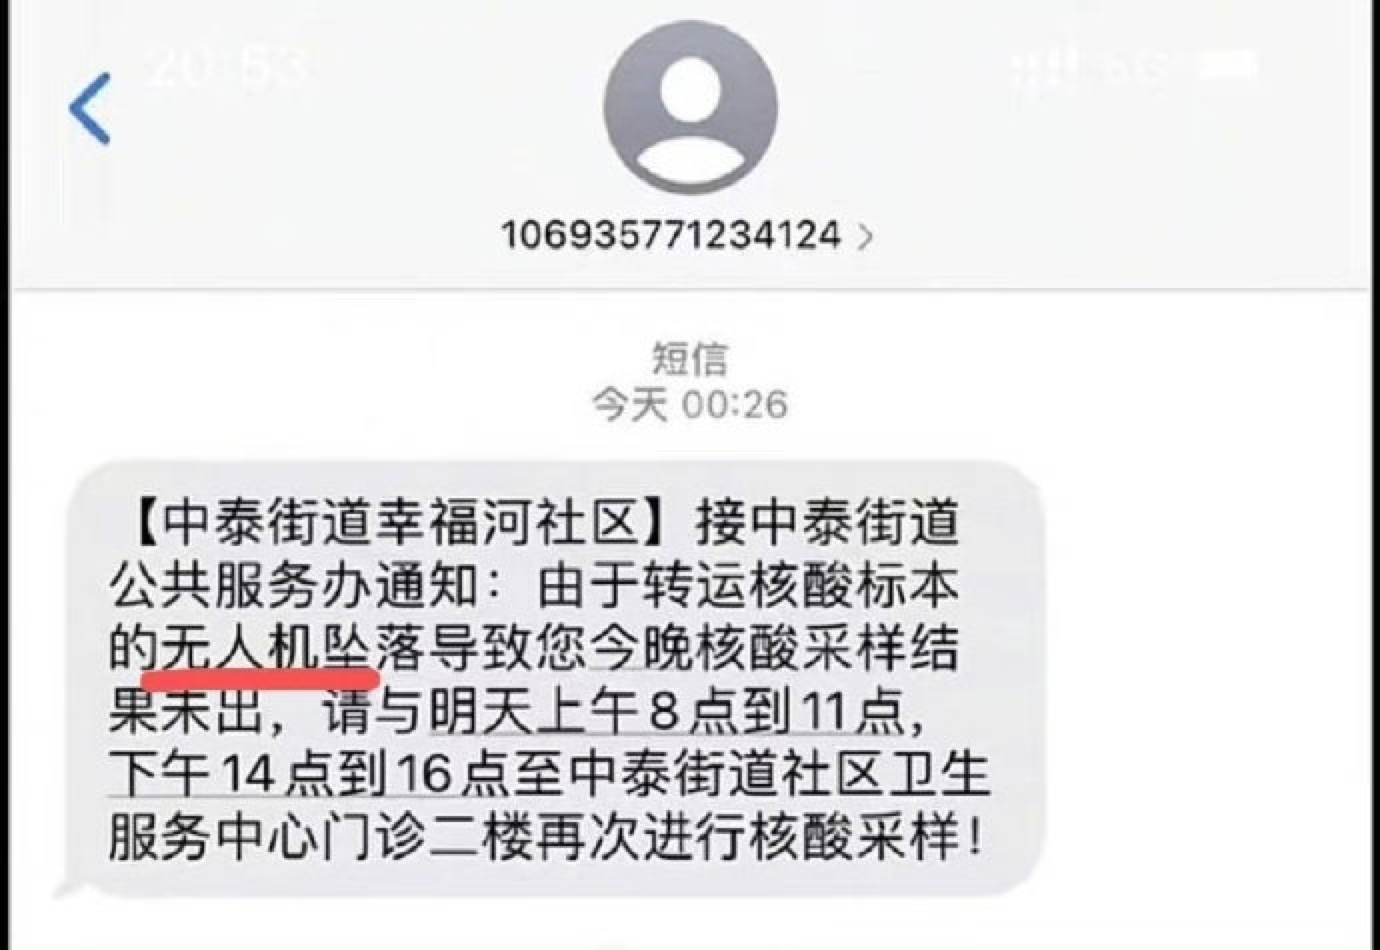 20:53
5G
106935771234124
短信
今天 00:26
【中泰街道幸福河社区】接中泰街道
公共服务办通知：由于转运核酸标本
的无人机坠落导致您今晚核酸采样结
果未出，请与明天上午8点到11点，
下午14点到16点至中泰街道社区卫生
服务中心门诊二楼再次进行核酸采样！